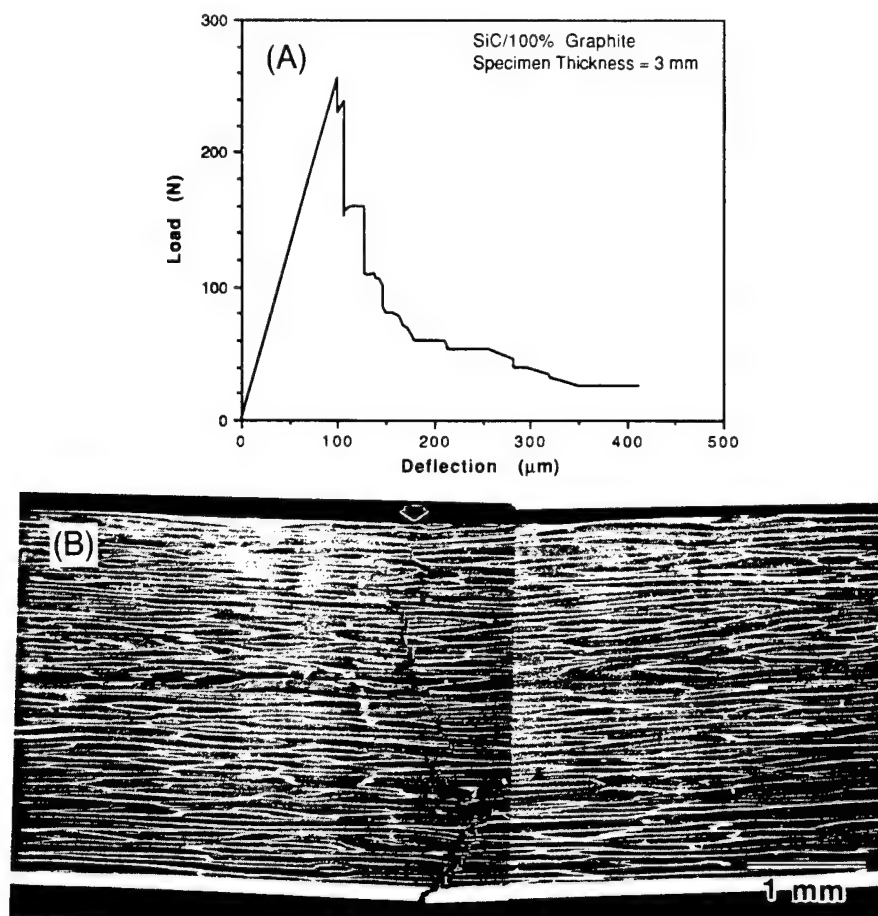 300
(A)
SiC/100% Graphite
Specimen Thickness = 3 mm
200
Load (N)
100
0
0 100 200 300 400 500
Deflection (μm)
(B)
1 mm